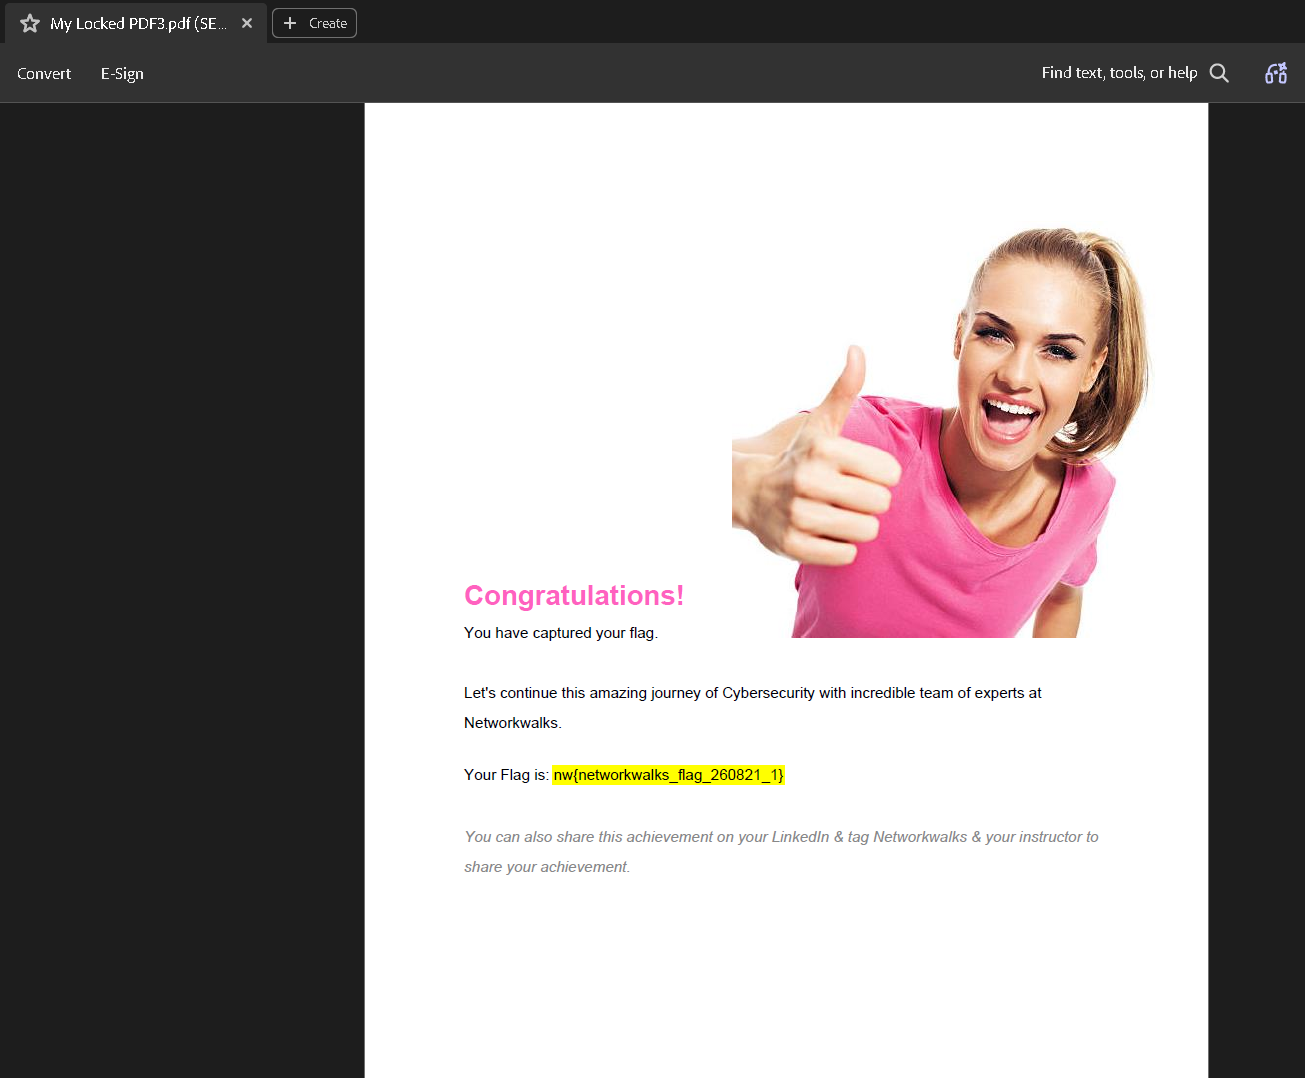 My Locked PDF3.pdf (SE...
Create
Convert E-Sign
Find text, tools, or help
Congratulations!
You have captured your flag.
Let's continue this amazing journey of Cybersecurity with incredible team of experts at
Networkwalks.
Your Flag is: nw{networkwalks_flag_260821_1}
You can also share this achievement on your LinkedIn & tag Networkwalks & your instructor to
share your achievement.